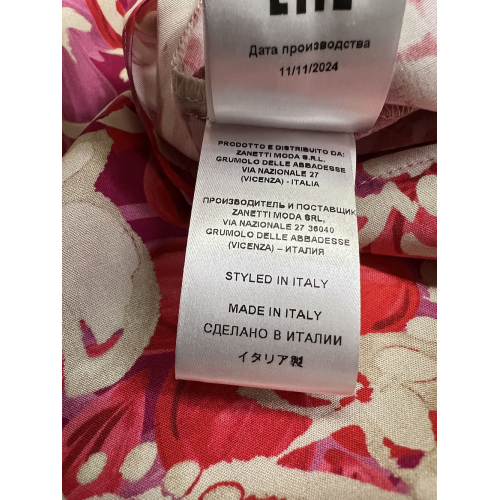 Дата производства
11/11/2024
PRODOTTO E DISTRIBUITO DA:
ZANETTI MODA S.R.L.
GRUMOLO DELLE ABBADESSE
VIA NAZIONALE 27
(VICENZA) - ITALIA
ПРОИЗВОДИТЕЛЬ И ПОСТАВЩИК
ZANETTI MODA SRL,
VIA NAZIONALE 27 36040
GRUMOLO DELLE ABBADESSE
(VICENZA) – ИТАЛИЯ
STYLED IN ITALY
MADE IN ITALY
СДЕЛАНО В ИТАЛИИ
イタリア製